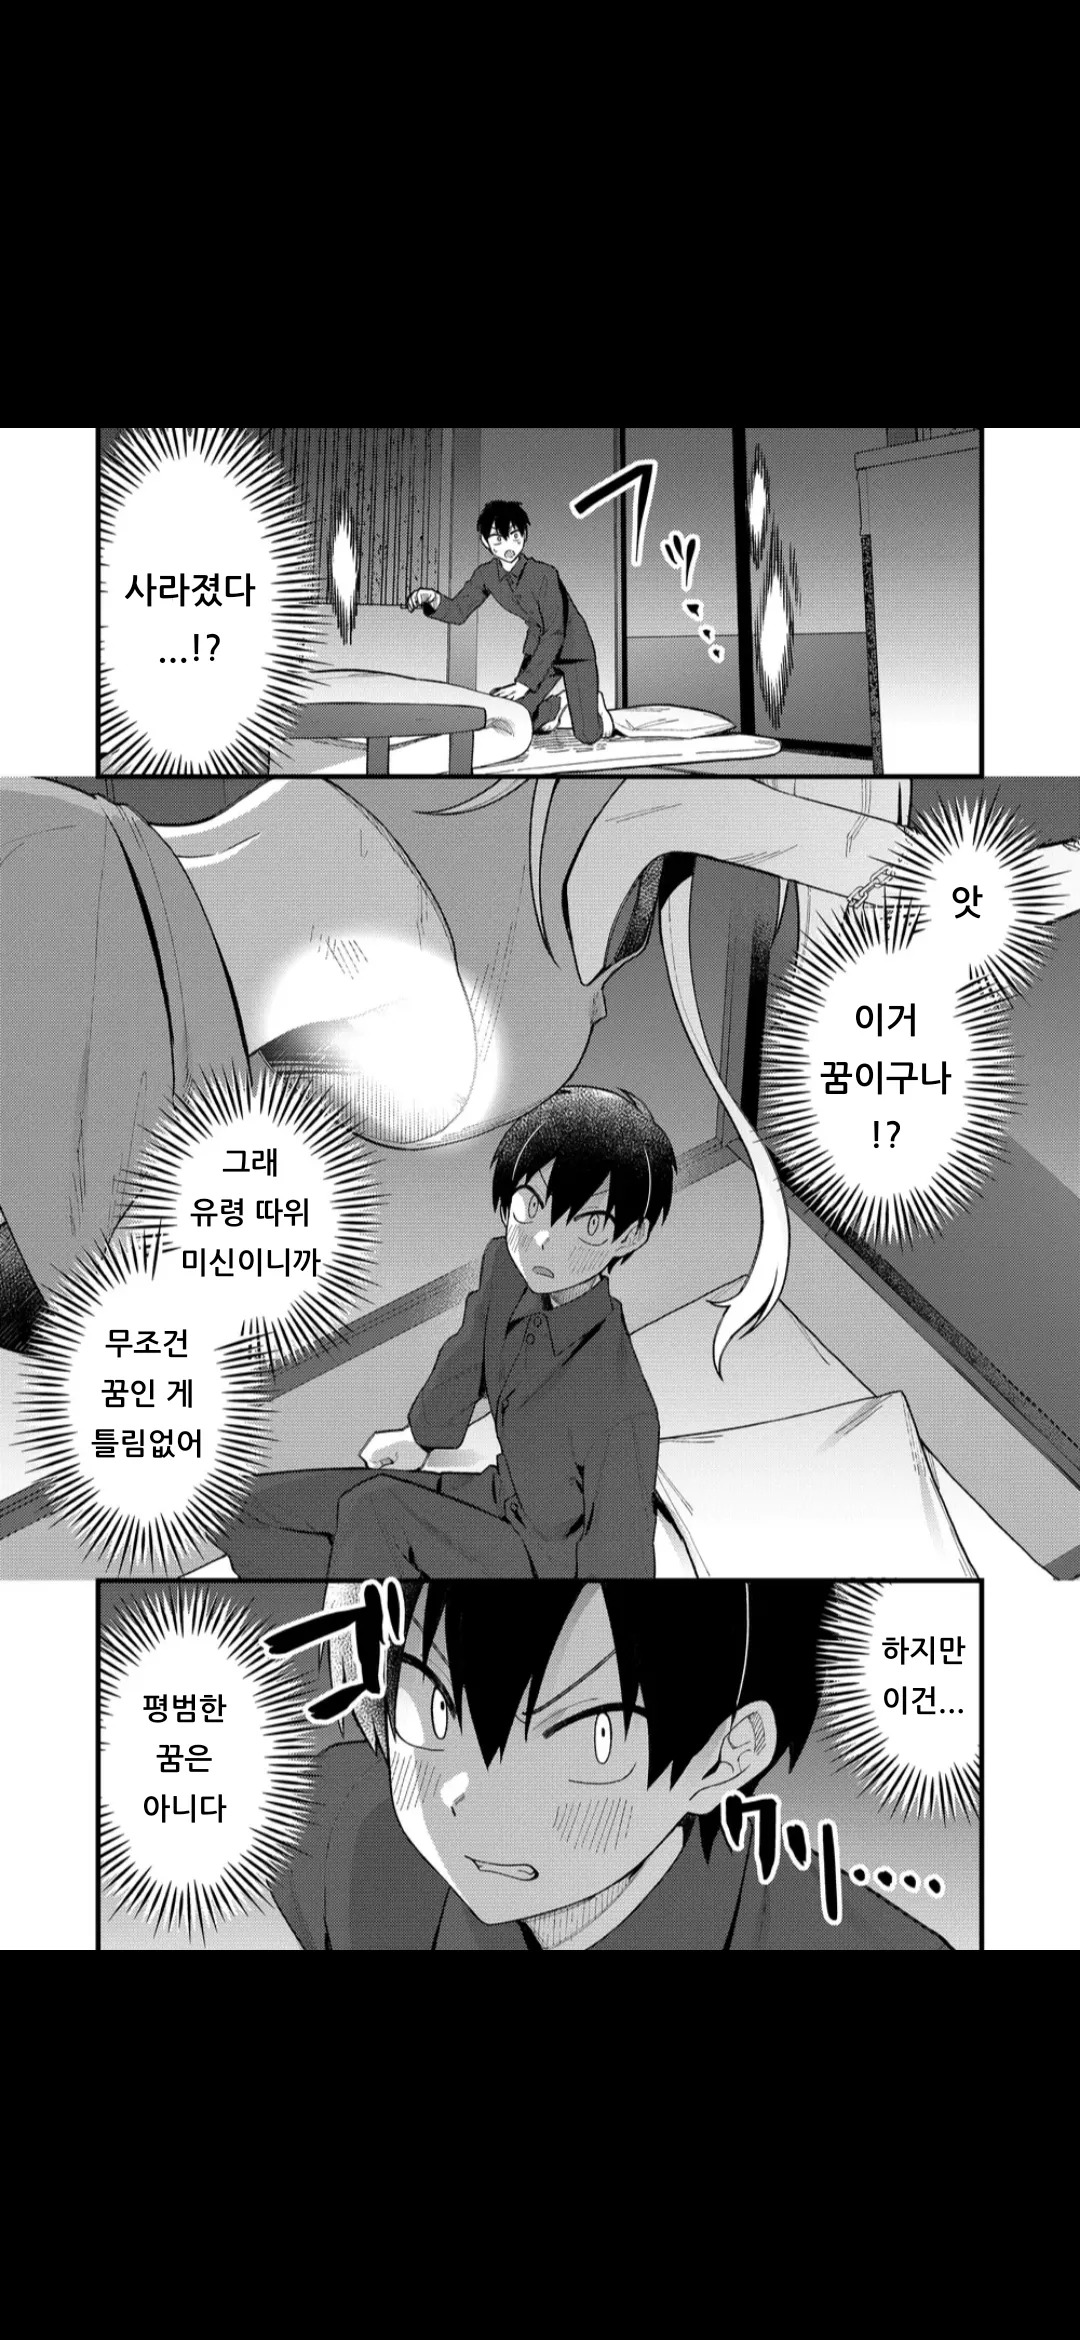 사라졌다
...!?
フッ...
앗
이거
꿈이구나
!?
그래
유령 따위
미신이니까
무조건
꿈인 게
틀림없어
하지만
이건...
평범한
꿈은
아니다